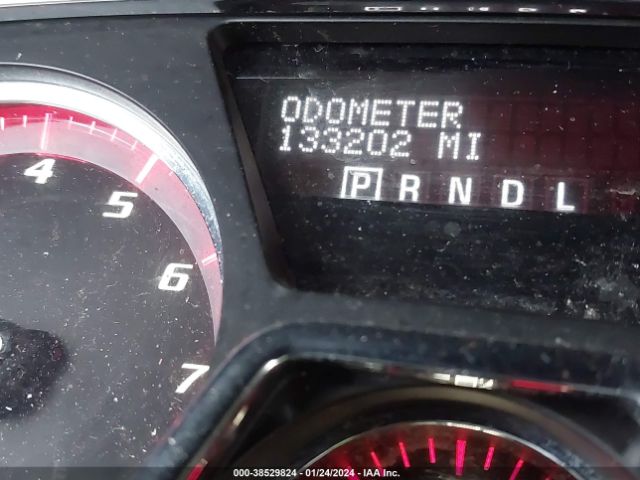 ODOMETER
133202 MI
P R N D L
4
5
6
7
000-38529824 - 01/24/2024 - IAA Inc.